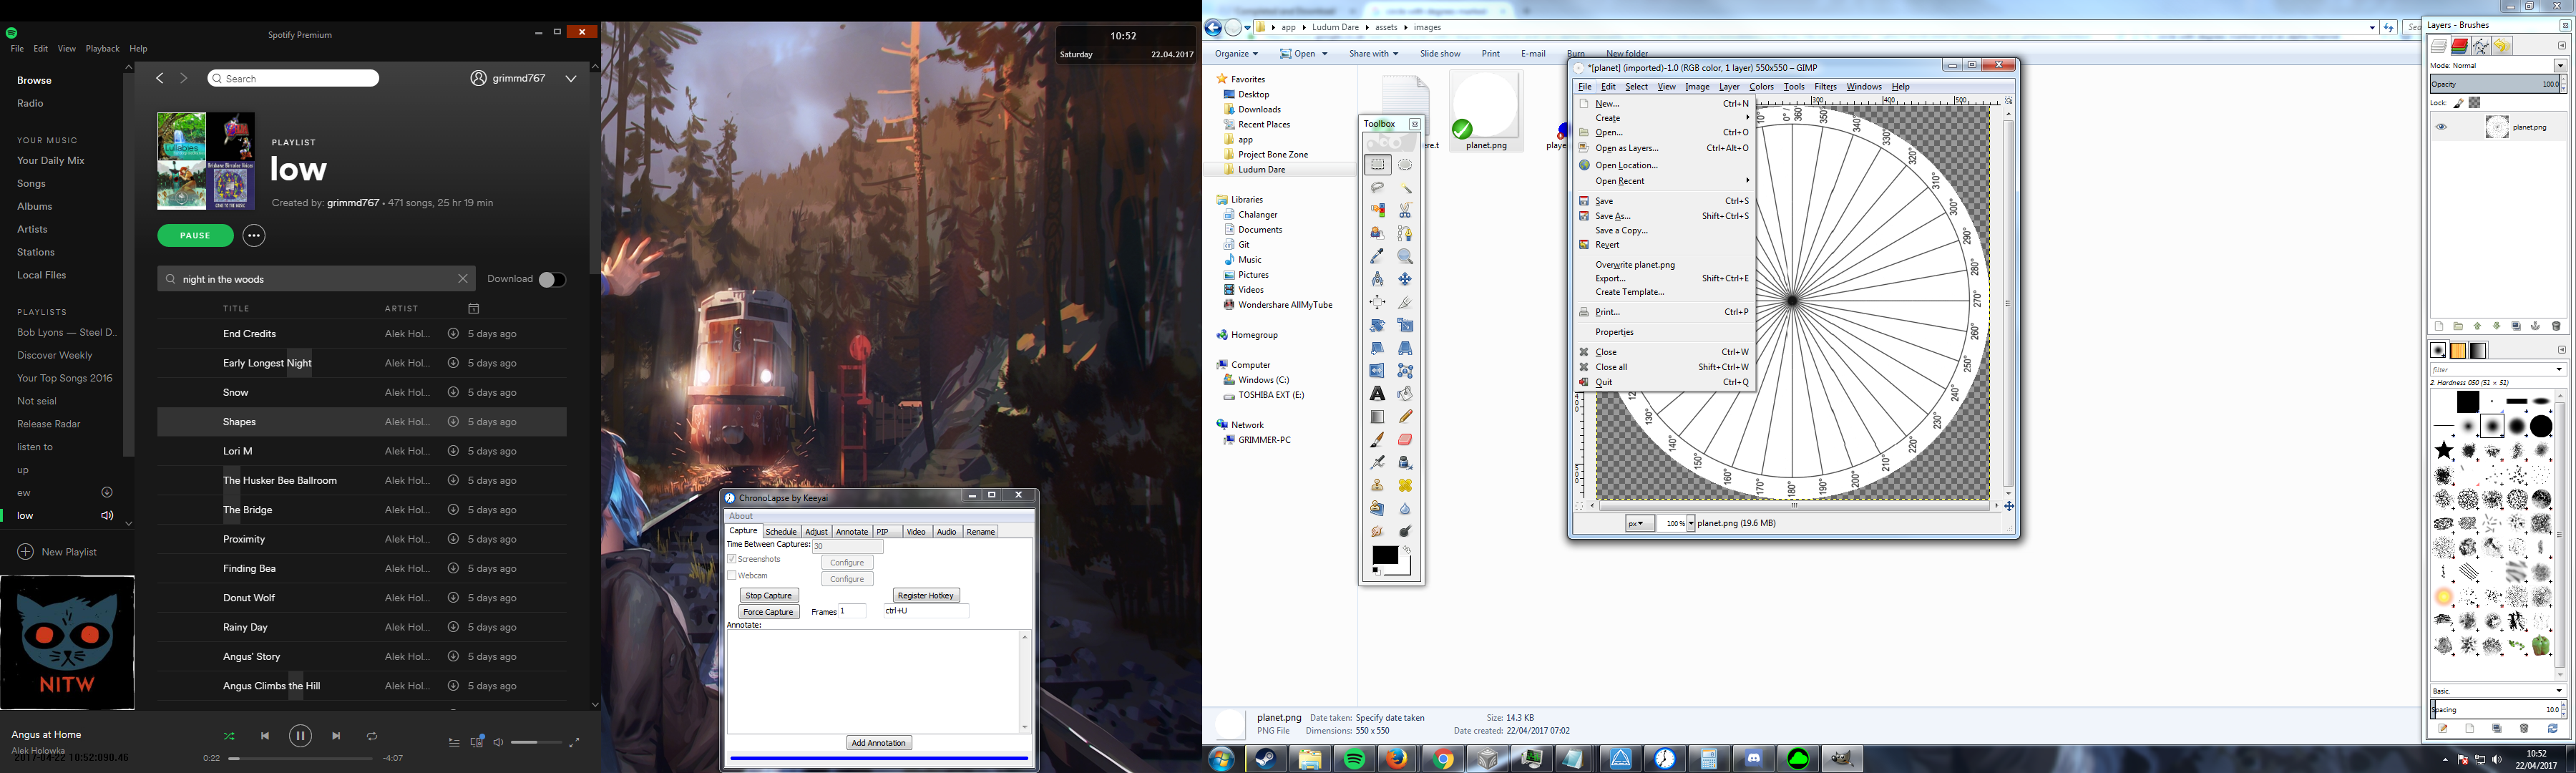 Spotify Premium
File Edit View Playback Help
Browse
Radio
YOUR MUSIC
Your Daily Mix
Songs
Albums
Artists
Stations
Local Files
PLAYLISTS
Bob Lyons — Steel D..
Discover Weekly
Your Top Songs 2016
Not seial
Release Radar
listen to
up
ew
low
New Playlist
NITW
Search
grimmd767
Lullabies
PLAYLIST
low
Created by: grimmd767 • 471 songs, 25 hr 19 min
PAUSE
night in the woods
Download
TITLE ARTIST
End Credits Alek Hol... 5 days ago
Early Longest Night Alek Hol... 5 days ago
Snow Alek Hol... 5 days ago
Shapes Alek Hol... 5 days ago
Lori M Alek Hol... 5 days ago
The Husker Bee Ballroom Alek Hol... 5 days ago
The Bridge Alek Hol... 5 days ago
Proximity Alek Hol... 5 days ago
Finding Bea Alek Hol... 5 days ago
Donut Wolf Alek Hol... 5 days ago
Rainy Day Alek Hol... 5 days ago
Angus' Story Alek Hol... 5 days ago
Angus Climbs the Hill Alek Hol... 5 days ago
Angus at Home
Alek Holowka
2017-04-22 10:52:090.46
0:22
-4:07
10:52
Saturday 22.04.2017
ChronoLapse by Keeyai
About
Capture Schedule Adjust Annotate PIP Video Audio Rename
Time Between Captures: 30
Screenshots Configure
Webcam Configure
Stop Capture Register Hotkey
Force Capture Frames 1 ctrl+U
Annotate:
Add Annotation
app Ludum Dare assets images
Organize Open Share with Slide show Print E-mail Burn New folder
Favorites
Desktop
Downloads
Recent Places
app
Project Bone Zone
Ludum Dare
Libraries
Chalanger
Documents
Git
Music
Pictures
Videos
Wondershare AllMyTube
Homegroup
Computer
Windows (C:)
TOSHIBA EXT (E:)
Network
GRIMMER-PC
planet.png
Toolbox
*[planet] (imported)-1.0 (RGB color, 1 layer) 550x550 – GIMP
File Edit Select View Image Layer Colors Tools Filters Windows Help
New... Ctrl+N
Create
Open... Ctrl+O
Open as Layers... Ctrl+Alt+O
Open Location...
Open Recent
Save Ctrl+S
Save As... Shift+Ctrl+S
Save a Copy...
Revert
Overwrite planet.png
Export... Shift+Ctrl+E
Create Template...
Print... Ctrl+P
Properties
Close Ctrl+W
Close all Shift+Ctrl+W
Quit Ctrl+Q
300 400 500
0° / 360°
350°
340°
330°
320°
310°
300°
290°
280°
270°
260°
250°
240°
230°
220°
210°
200°
190°
180°
170°
160°
150°
140°
130°
px 100 % planet.png (19.6 MB)
planet.png Date taken: Specify date taken Size: 14.3 KB
PNG File Dimensions: 550 x 550 Date created: 22/04/2017 07:02
Layers - Brushes
Mode: Normal
Opacity 100.0
Lock:
planet.png
filter
2. Hardness 050 (51 × 51)
Basic,
Spacing 10.0
10:52
22/04/2017